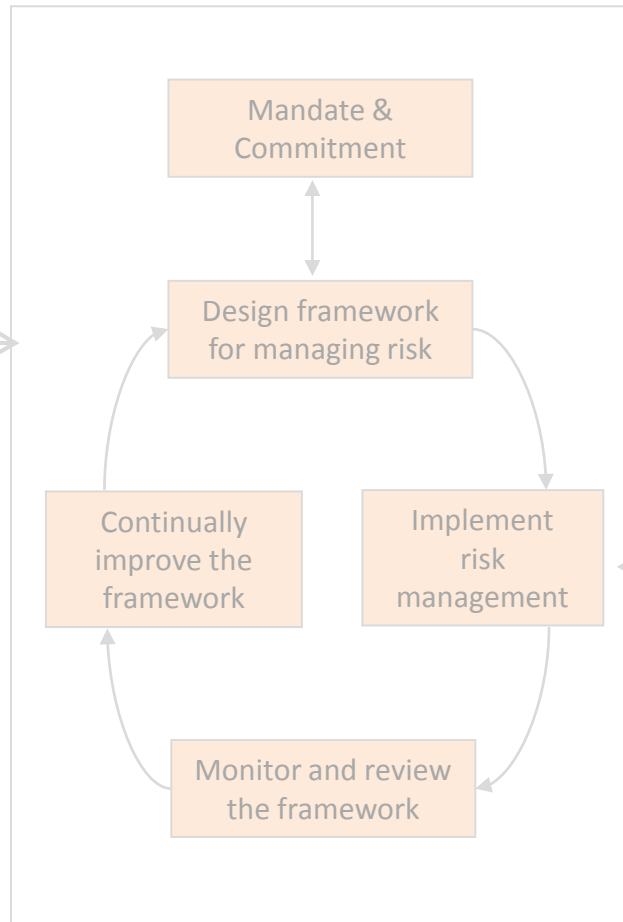 Mandate &
Commitment
Design framework
for managing risk
Continually
improve the
framework
Implement
risk
management
Monitor and review
the framework